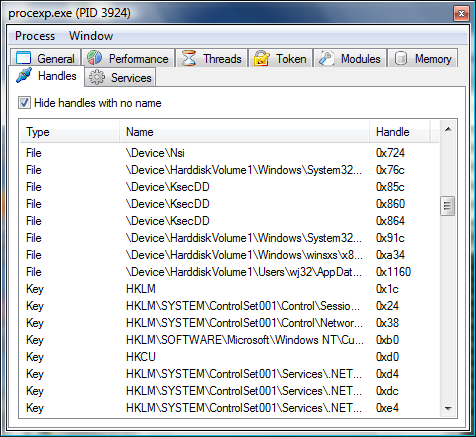 procexp.exe (PID 3924)
Process Window
General Performance Threads Token Modules Memory
Handles Services
Hide handles with no name
Type Name Handle
File \Device\Nsi 0x724
File \Device\HarddiskVolume1\Windows\System32... 0x76c
File \Device\KsecDD 0x85c
File \Device\KsecDD 0x860
File \Device\KsecDD 0x864
File \Device\HarddiskVolume1\Windows\System32... 0x91c
File \Device\HarddiskVolume1\Windows\winsxs\x8... 0xa34
File \Device\HarddiskVolume1\Users\wj32\AppDat... 0x1160
Key HKLM 0x1c
Key HKLM\SYSTEM\ControlSet001\Control\Sessio... 0x24
Key HKLM\SYSTEM\ControlSet001\Control\Networ... 0x38
Key HKLM\SOFTWARE\Microsoft\Windows NT\Cu... 0xb0
Key HKCU 0xd0
Key HKLM\SYSTEM\ControlSet001\Services\.NET... 0xd4
Key HKLM\SYSTEM\ControlSet001\Services\.NET... 0xdc
Key HKLM\SYSTEM\ControlSet001\Services\.NET... 0xe4